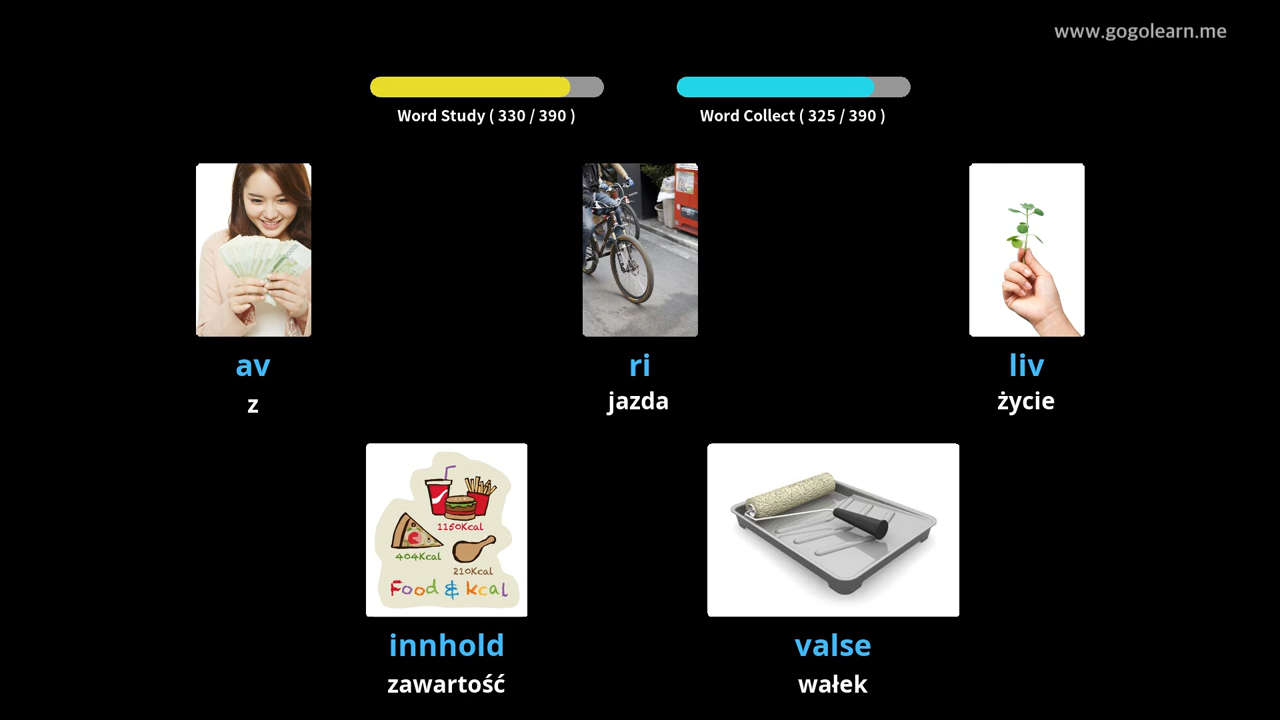 www.gogolearn.me
Word Study ( 330 / 390 )
Word Collect ( 325 / 390 )
av
z
ri
jazda
liv
życie
1150Kcal
404Kcal
210Kcal
Food & kcal
innhold
zawartość
valse
wałek